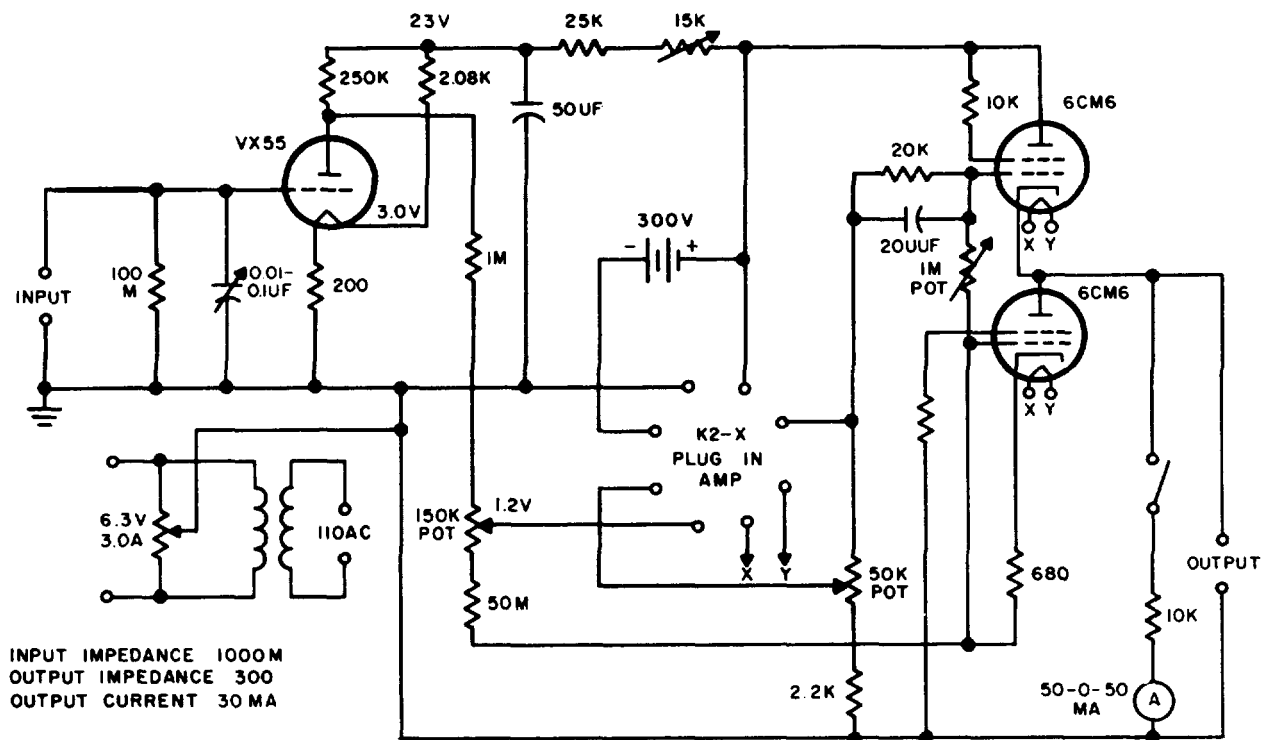 23V
25K
15K
250K
2.08K
50UF
10K
6CM6
VX55
20K
3.0V
300V
- +
20UUF
1M
1M
POT
100
M
0.01-
0.1UF
200
INPUT
6CM6
X Y
X Y
K2-X
PLUG IN
AMP
6.3V
3.0A
110AC
150K
POT
1.2V
X Y
50K
POT
680
OUTPUT
50M
10K
INPUT IMPEDANCE 1000M
OUTPUT IMPEDANCE 300
OUTPUT CURRENT 30MA
2.2K
50-0-50
MA
A